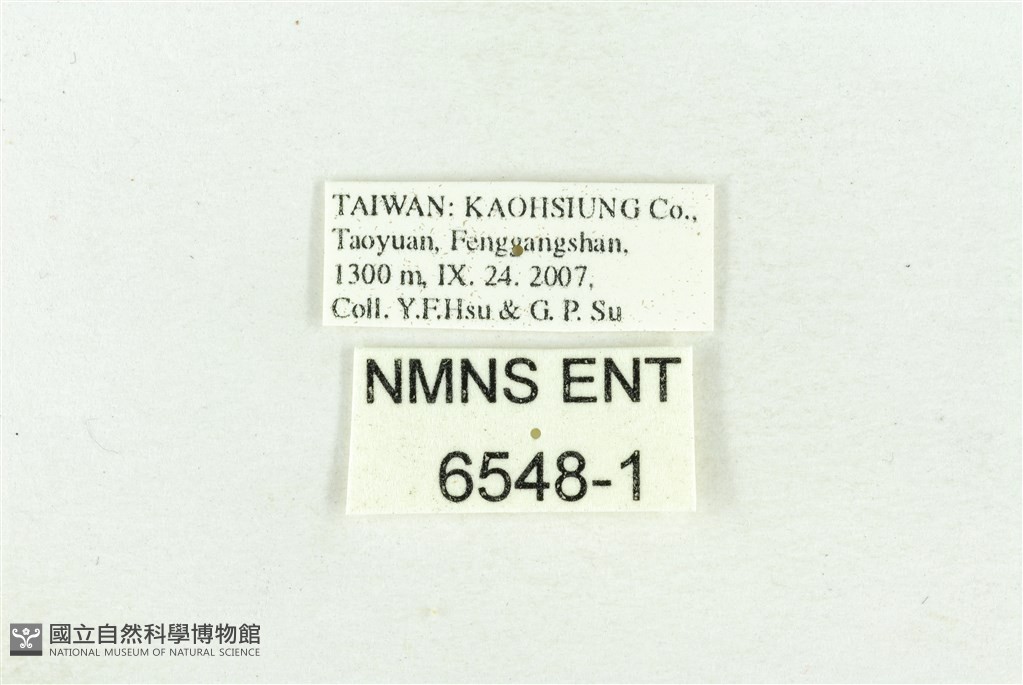 TAIWAN: KAOHSIUNG Co.,
Taoyuan, Fenggangshan,
1300 m, IX. 24. 2007,
Coll. Y.F.Hsu & G. P. Su
NMNS ENT
6548-1
國立自然科學博物館
NATIONAL MUSEUM OF NATURAL SCIENCE